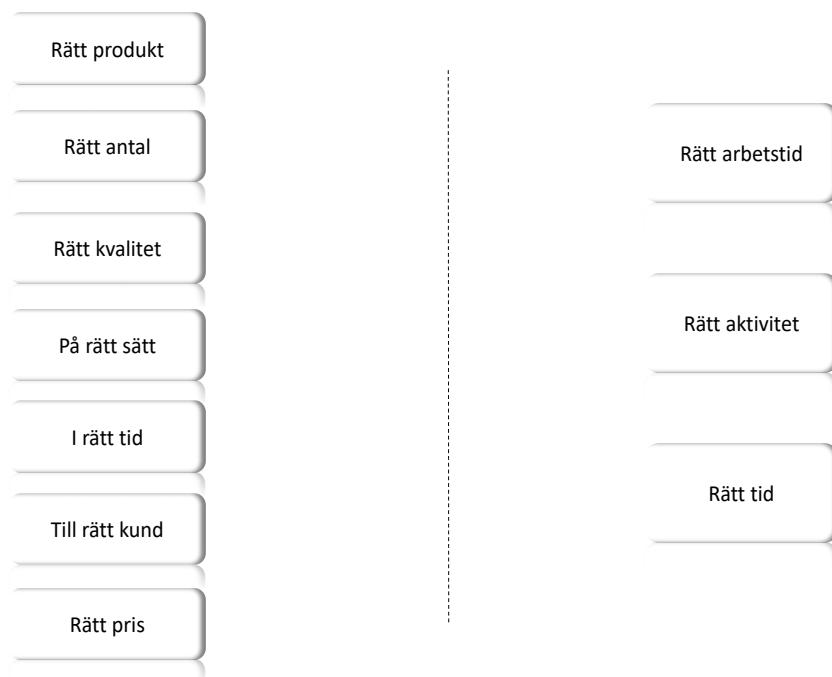 Rätt produkt
Rätt antal
Rätt kvalitet
På rätt sätt
I rätt tid
Till rätt kund
Rätt pris
Rätt arbetstid
Rätt aktivitet
Rätt tid